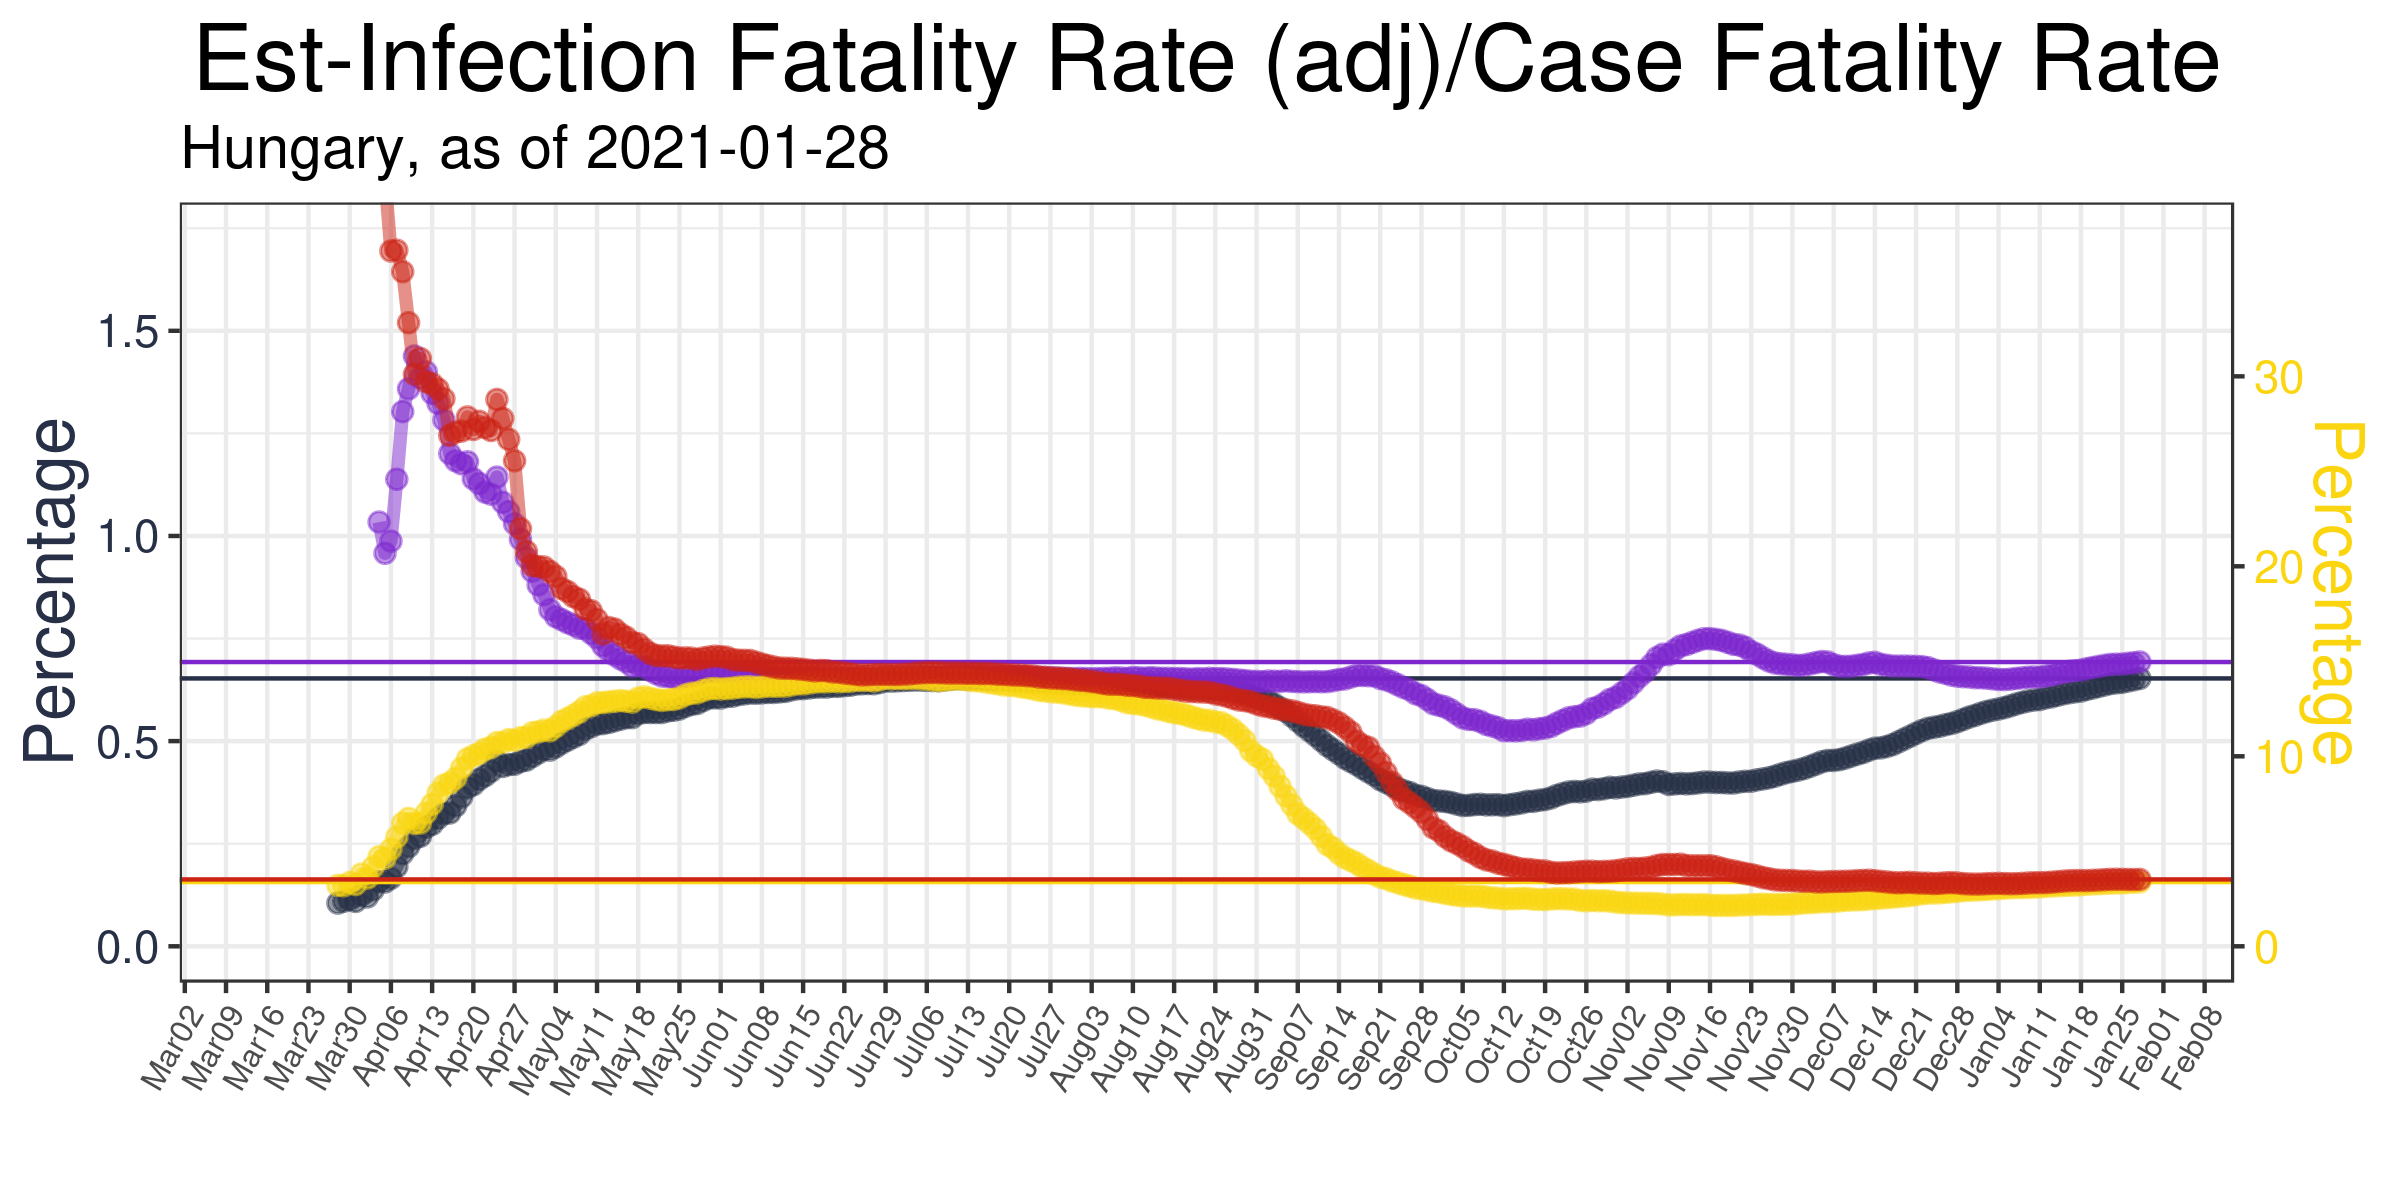 Est-Infection Fatality Rate (adj)/Case Fatality Rate
Hungary, as of 2021-01-28
Percentage
1.5
1.0
0.5
0.0
30
20
10
0
Percentage
Mar02
Mar09
Mar16
Mar23
Mar30
Apr06
Apr13
Apr20
Apr27
May04
May11
May18
May25
Jun01
Jun08
Jun15
Jun22
Jun29
Jul06
Jul13
Jul20
Jul27
Aug03
Aug10
Aug17
Aug24
Aug31
Sep07
Sep14
Sep21
Sep28
Oct05
Oct12
Oct19
Oct26
Nov02
Nov09
Nov16
Nov23
Nov30
Dec07
Dec14
Dec21
Dec28
Jan04
Jan11
Jan18
Jan25
Feb01
Feb08